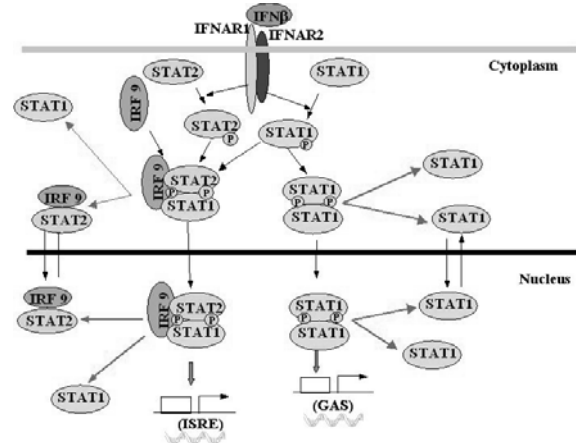 IFNβ
IFNAR1
IFNAR2
Cytoplasm
STAT2
STAT1
IRF 9
STAT1
STAT2
P
STAT1
P
IRF 9
STAT2
P P
STAT1
STAT1
P P
STAT1
STAT1
STAT1
IRF 9
STAT2
Nucleus
IRF 9
STAT2
IRF 9
STAT2
P P
STAT1
STAT1
P P
STAT1
STAT1
STAT1
STAT1
(ISRE)
(GAS)